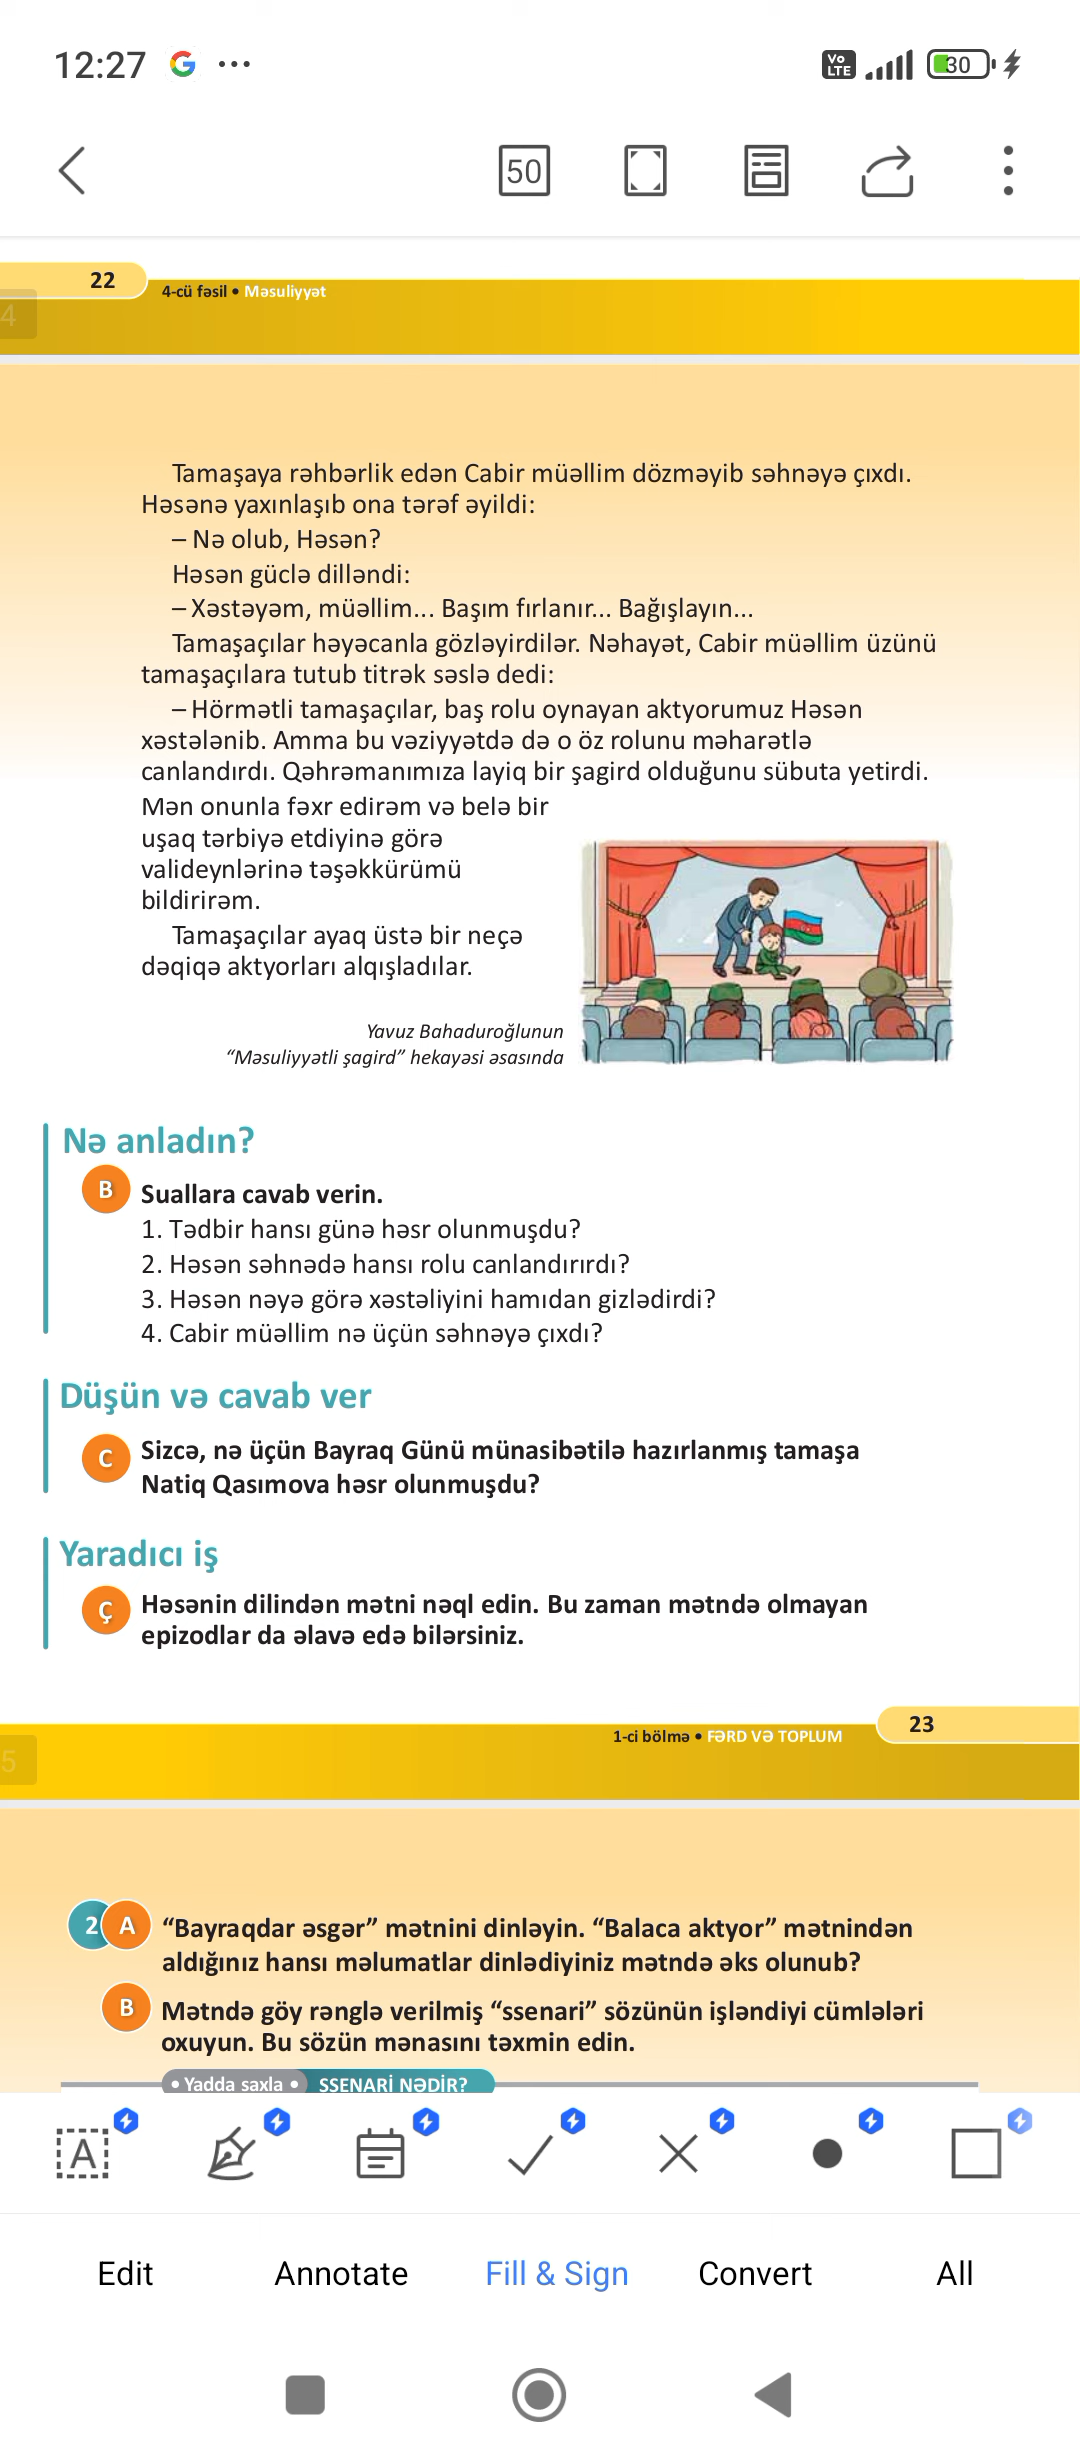 12:27
Vo LTE
30
50
22
4-cü fəsil • Məsuliyyət
4
Tamaşaya rəhbərlik edən Cabir müəllim dözməyib səhnəyə çıxdı.
Həsənə yaxınlaşıb ona tərəf əyildi:
– Nə olub, Həsən?
Həsən güclə dilləndi:
– Xəstəyəm, müəllim... Başım fırlanır... Bağışlayın...
Tamaşaçılar həyəcanla gözləyirdilər. Nəhayət, Cabir müəllim üzünü
tamaşaçılara tutub titrək səslə dedi:
– Hörmətli tamaşaçılar, baş rolu oynayan aktyorumuz Həsən
xəstələnib. Amma bu vəziyyətdə də o öz rolunu məharətlə
canlandırdı. Qəhrəmanımıza layiq bir şagird olduğunu sübuta yetirdi.
Mən onunla fəxr edirəm və belə bir
uşaq tərbiyə etdiyinə görə
valideynlərinə təşəkkürümü
bildirirəm.
Tamaşaçılar ayaq üstə bir neçə
dəqiqə aktyorları alqışladılar.
Yavuz Bahaduroğlunun
“Məsuliyyətli şagird” hekayəsi əsasında
Nə anladın?
B Suallara cavab verin.
1. Tədbir hansı günə həsr olunmuşdu?
2. Həsən səhnədə hansı rolu canlandırırdı?
3. Həsən nəyə görə xəstəliyini hamıdan gizlədirdi?
4. Cabir müəllim nə üçün səhnəyə çıxdı?
Düşün və cavab ver
C Sizcə, nə üçün Bayraq Günü münasibətilə hazırlanmış tamaşa
Natiq Qasımova həsr olunmuşdu?
Yaradıcı iş
Ç Həsənin dilindən mətni nəql edin. Bu zaman mətndə olmayan
epizodlar da əlavə edə bilərsiniz.
1-ci bölmə • FƏRD VƏ TOPLUM
23
5
2 A “Bayraqdar əsgər” mətnini dinləyin. “Balaca aktyor” mətnindən
aldığınız hansı məlumatlar dinlədiyiniz mətndə əks olunub?
B Mətndə göy rənglə verilmiş “ssenari” sözünün işləndiyi cümlələri
oxuyun. Bu sözün mənasını təxmin edin.
• Yadda saxla • SSENARİ NƏDİR?
A
Edit Annotate Fill & Sign Convert All